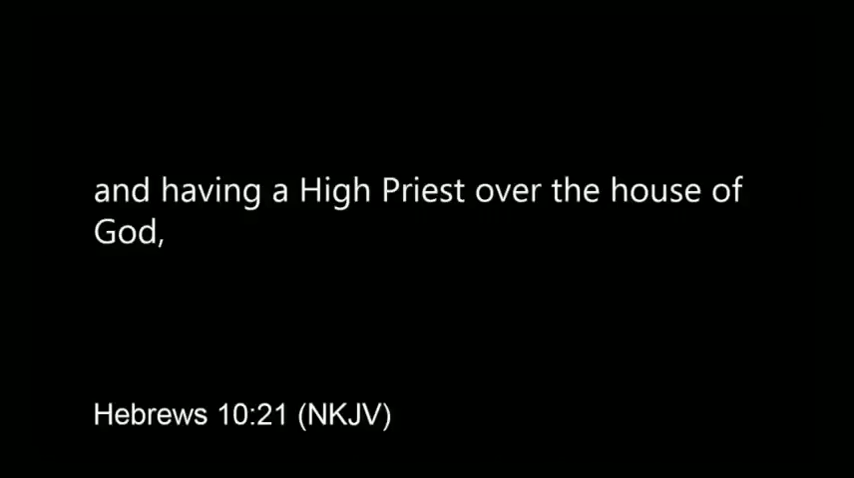 and having a High Priest over the house of
God,
Hebrews 10:21 (NKJV)